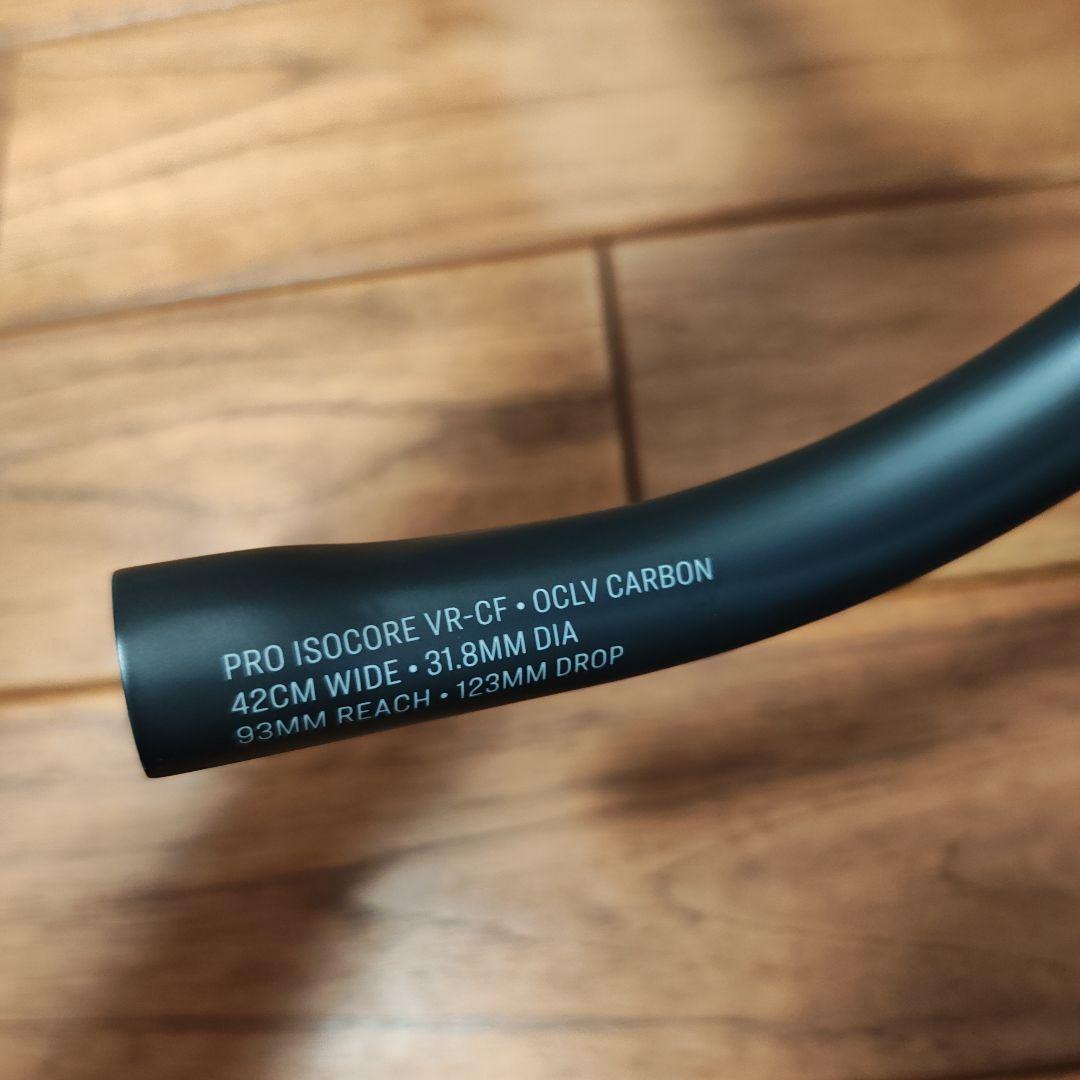 PRO ISOCORE VR-CF • OCLV CARBON
42CM WIDE • 31.8MM DIA
93MM REACH • 123MM DROP